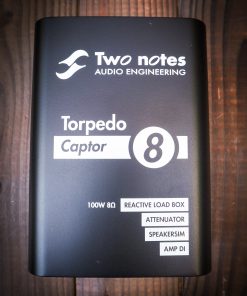 Two notes
AUDIO ENGINEERING
Torpedo
Captor 8
100W 8Ω REACTIVE LOAD BOX
ATTENUATOR
SPEAKERSIM
AMP DI